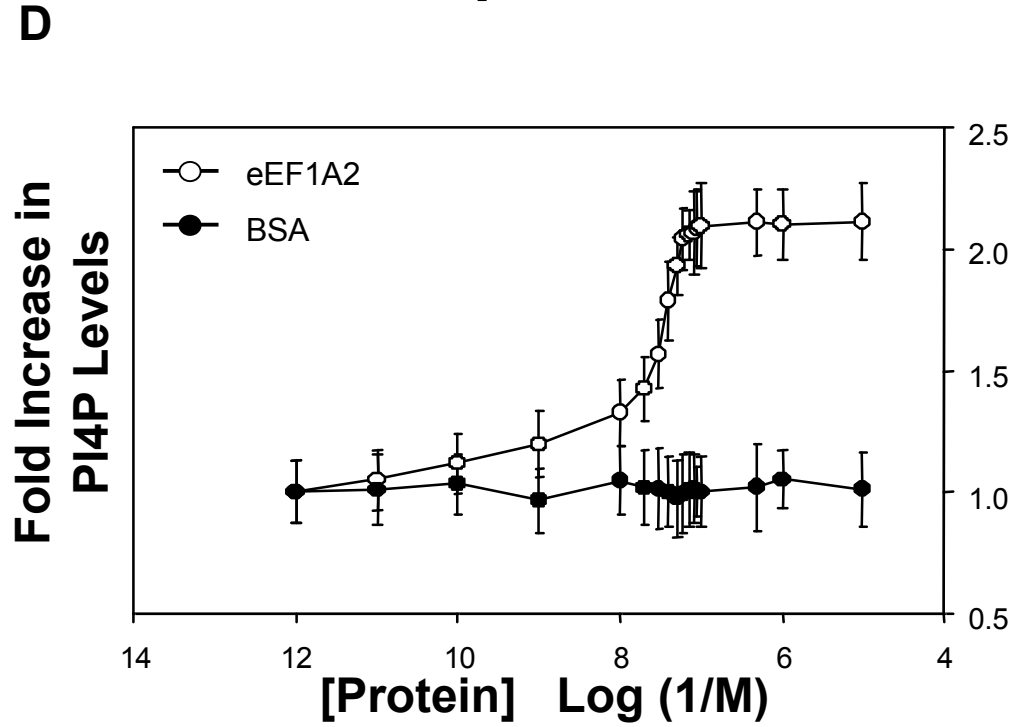 D
eEF1A2
BSA
Fold Increase in
PI4P Levels
2.5
2.0
1.5
1.0
0.5
14 12 10 8 6 4
[Protein] Log (1/M)